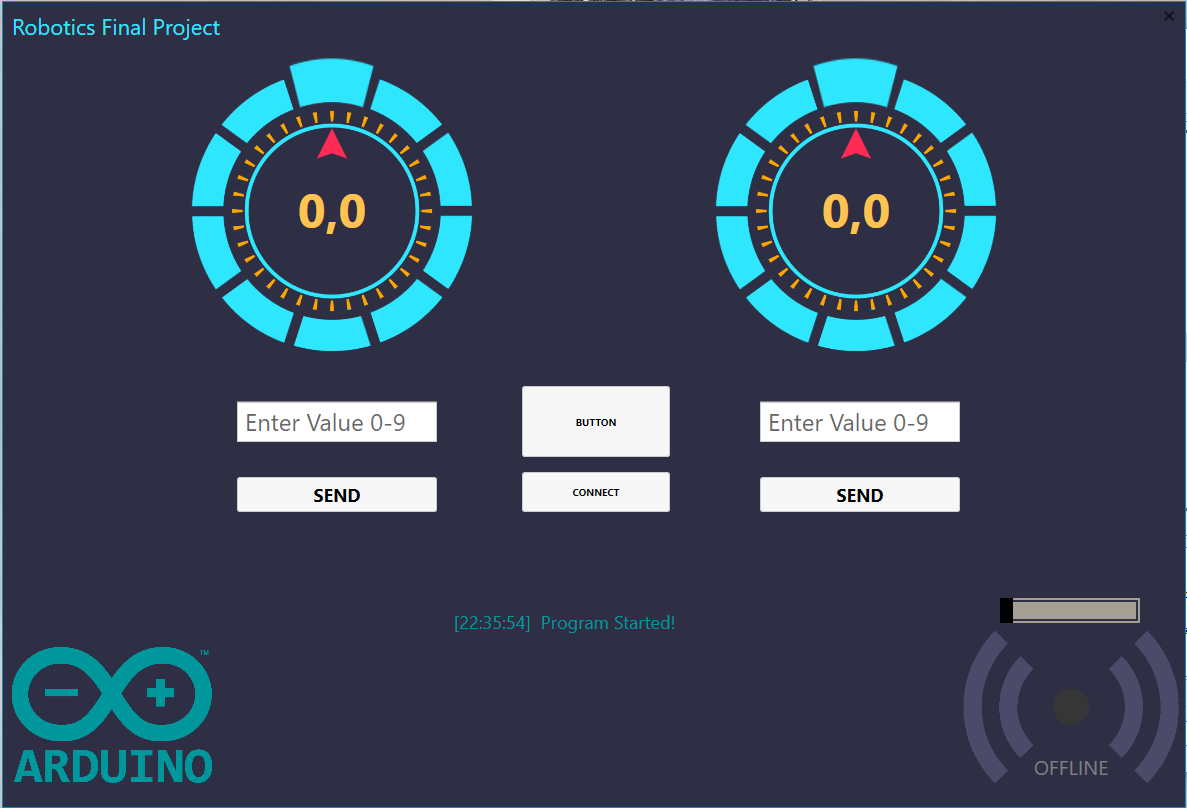 Robotics Final Project
×
0,0
0,0
Enter Value 0-9
BUTTON
Enter Value 0-9
SEND
CONNECT
SEND
[22:35:54]  Program Started!
TM
ARDUINO
OFFLINE